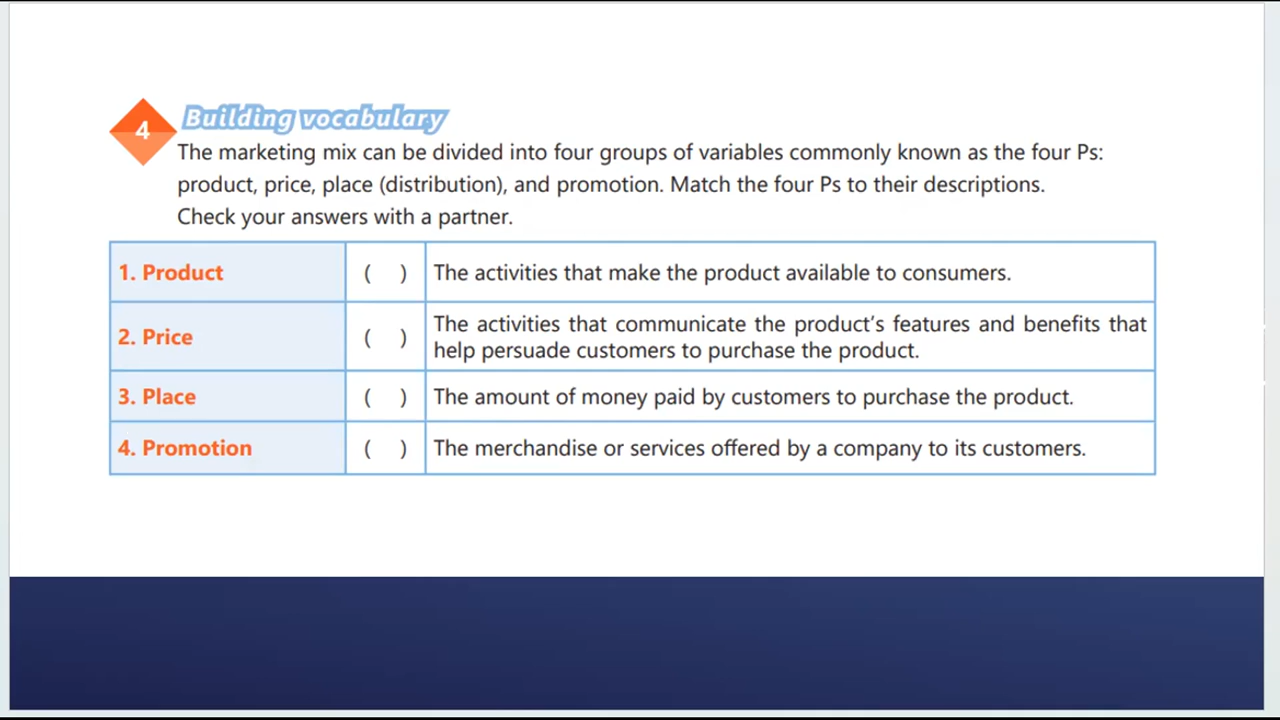 4
Building vocabulary
The marketing mix can be divided into four groups of variables commonly known as the four Ps:
product, price, place (distribution), and promotion. Match the four Ps to their descriptions.
Check your answers with a partner.
1. Product ( ) The activities that make the product available to consumers.
2. Price ( ) The activities that communicate the product's features and benefits that
help persuade customers to purchase the product.
3. Place ( ) The amount of money paid by customers to purchase the product.
4. Promotion ( ) The merchandise or services offered by a company to its customers.